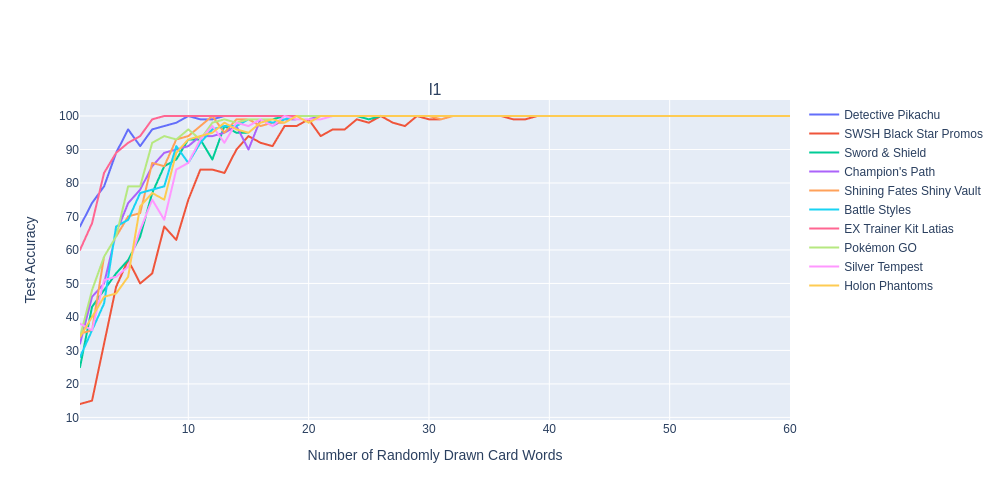 l1
100
90
80
70
60
50
40
30
20
10
Test Accuracy
10 20 30 40 50 60
Number of Randomly Drawn Card Words
Detective Pikachu
SWSH Black Star Promos
Sword & Shield
Champion's Path
Shining Fates Shiny Vault
Battle Styles
EX Trainer Kit Latias
Pokémon GO
Silver Tempest
Holon Phantoms